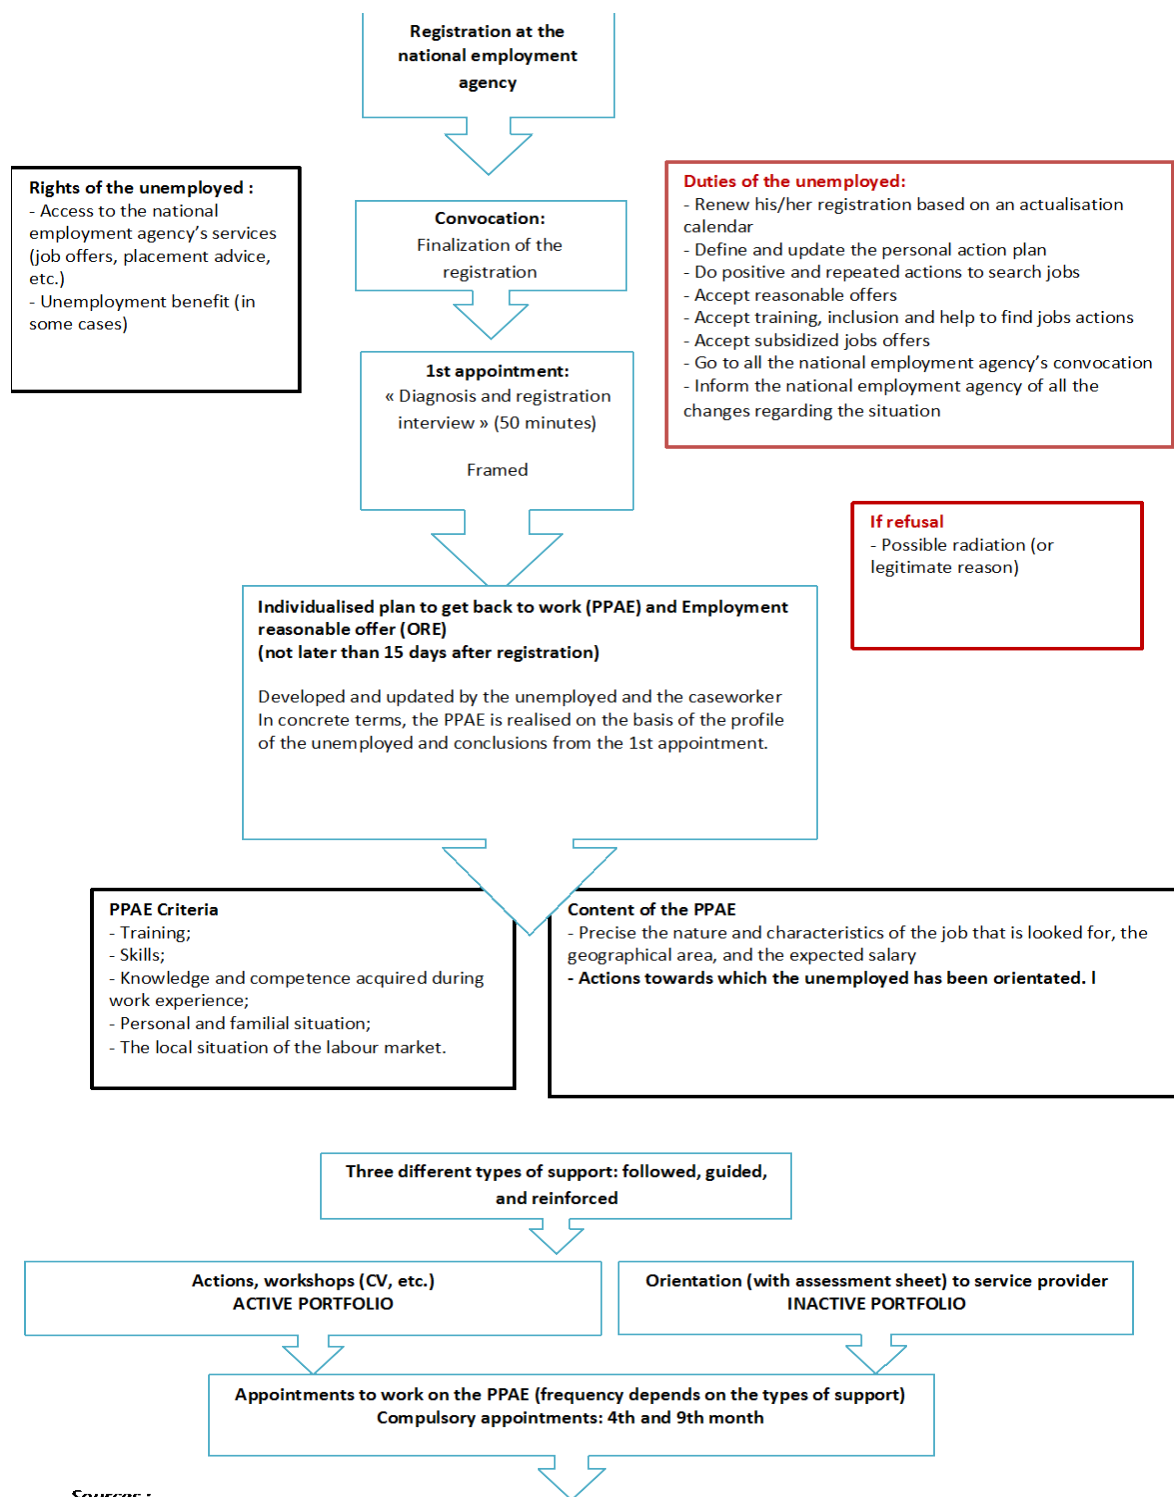 Registration at the
national employment
agency
Rights of the unemployed :
- Access to the national
employment agency's services
(job offers, placement advice,
etc.)
- Unemployment benefit (in
some cases)
Convocation:
Finalization of the
registration
Duties of the unemployed:
- Renew his/her registration based on an actualisation
calendar
- Define and update the personal action plan
- Do positive and repeated actions to search jobs
- Accept reasonable offers
- Accept training, inclusion and help to find jobs actions
- Accept subsidized jobs offers
- Go to all the national employment agency's convocation
- Inform the national employment agency of all the
changes regarding the situation
1st appointment:
« Diagnosis and registration
interview » (50 minutes)
Framed
If refusal
- Possible radiation (or
legitimate reason)
Individualised plan to get back to work (PPAE) and Employment
reasonable offer (ORE)
(not later than 15 days after registration)
Developed and updated by the unemployed and the caseworker
In concrete terms, the PPAE is realised on the basis of the profile
of the unemployed and conclusions from the 1st appointment.
PPAE Criteria
- Training;
- Skills;
- Knowledge and competence acquired during
work experience;
- Personal and familial situation;
- The local situation of the labour market.
Content of the PPAE
- Precise the nature and characteristics of the job that is looked for, the
geographical area, and the expected salary
- Actions towards which the unemployed has been orientated. l
Three different types of support: followed, guided,
and reinforced
Actions, workshops (CV, etc.)
ACTIVE PORTFOLIO
Orientation (with assessment sheet) to service provider
INACTIVE PORTFOLIO
Appointments to work on the PPAE (frequency depends on the types of support)
Compulsory appointments: 4th and 9th month
Sources :